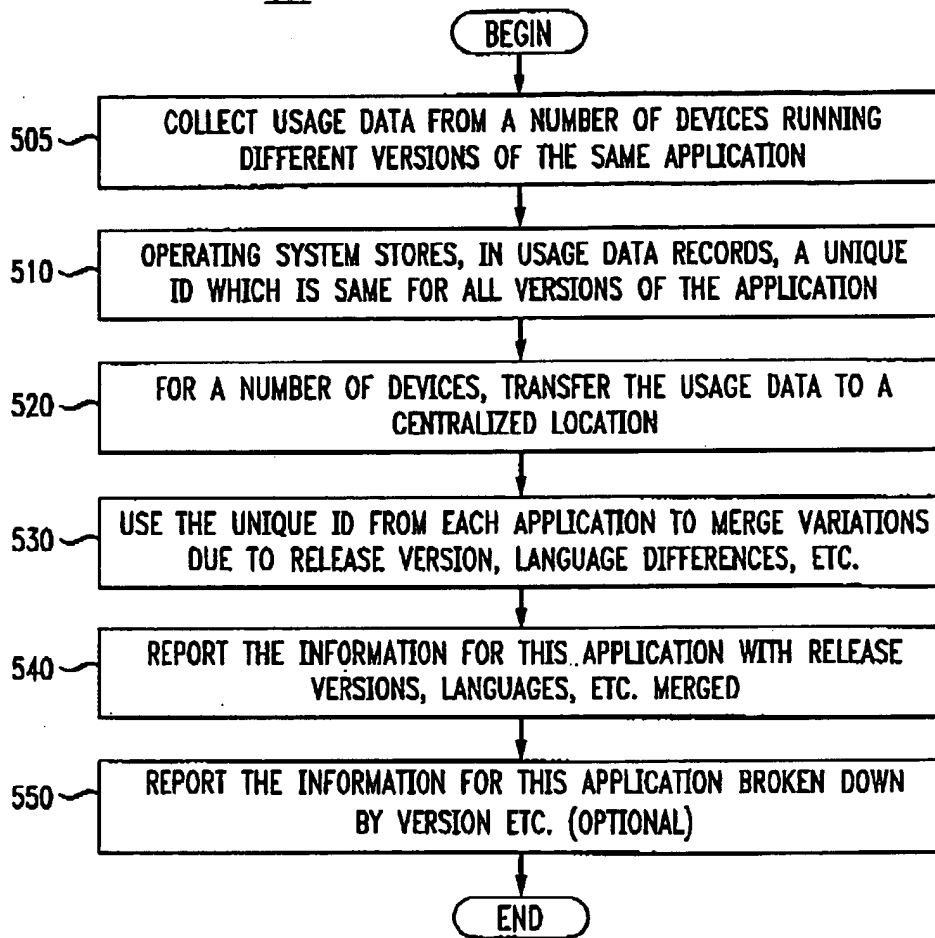 BEGIN
505
COLLECT USAGE DATA FROM A NUMBER OF DEVICES RUNNING
DIFFERENT VERSIONS OF THE SAME APPLICATION
510
OPERATING SYSTEM STORES, IN USAGE DATA RECORDS, A UNIQUE
ID WHICH IS SAME FOR ALL VERSIONS OF THE APPLICATION
520
FOR A NUMBER OF DEVICES, TRANSFER THE USAGE DATA TO A
CENTRALIZED LOCATION
530
USE THE UNIQUE ID FROM EACH APPLICATION TO MERGE VARIATIONS
DUE TO RELEASE VERSION, LANGUAGE DIFFERENCES, ETC.
540
REPORT THE INFORMATION FOR THIS APPLICATION WITH RELEASE
VERSIONS, LANGUAGES, ETC. MERGED
550
REPORT THE INFORMATION FOR THIS APPLICATION BROKEN DOWN
BY VERSION ETC. (OPTIONAL)
END